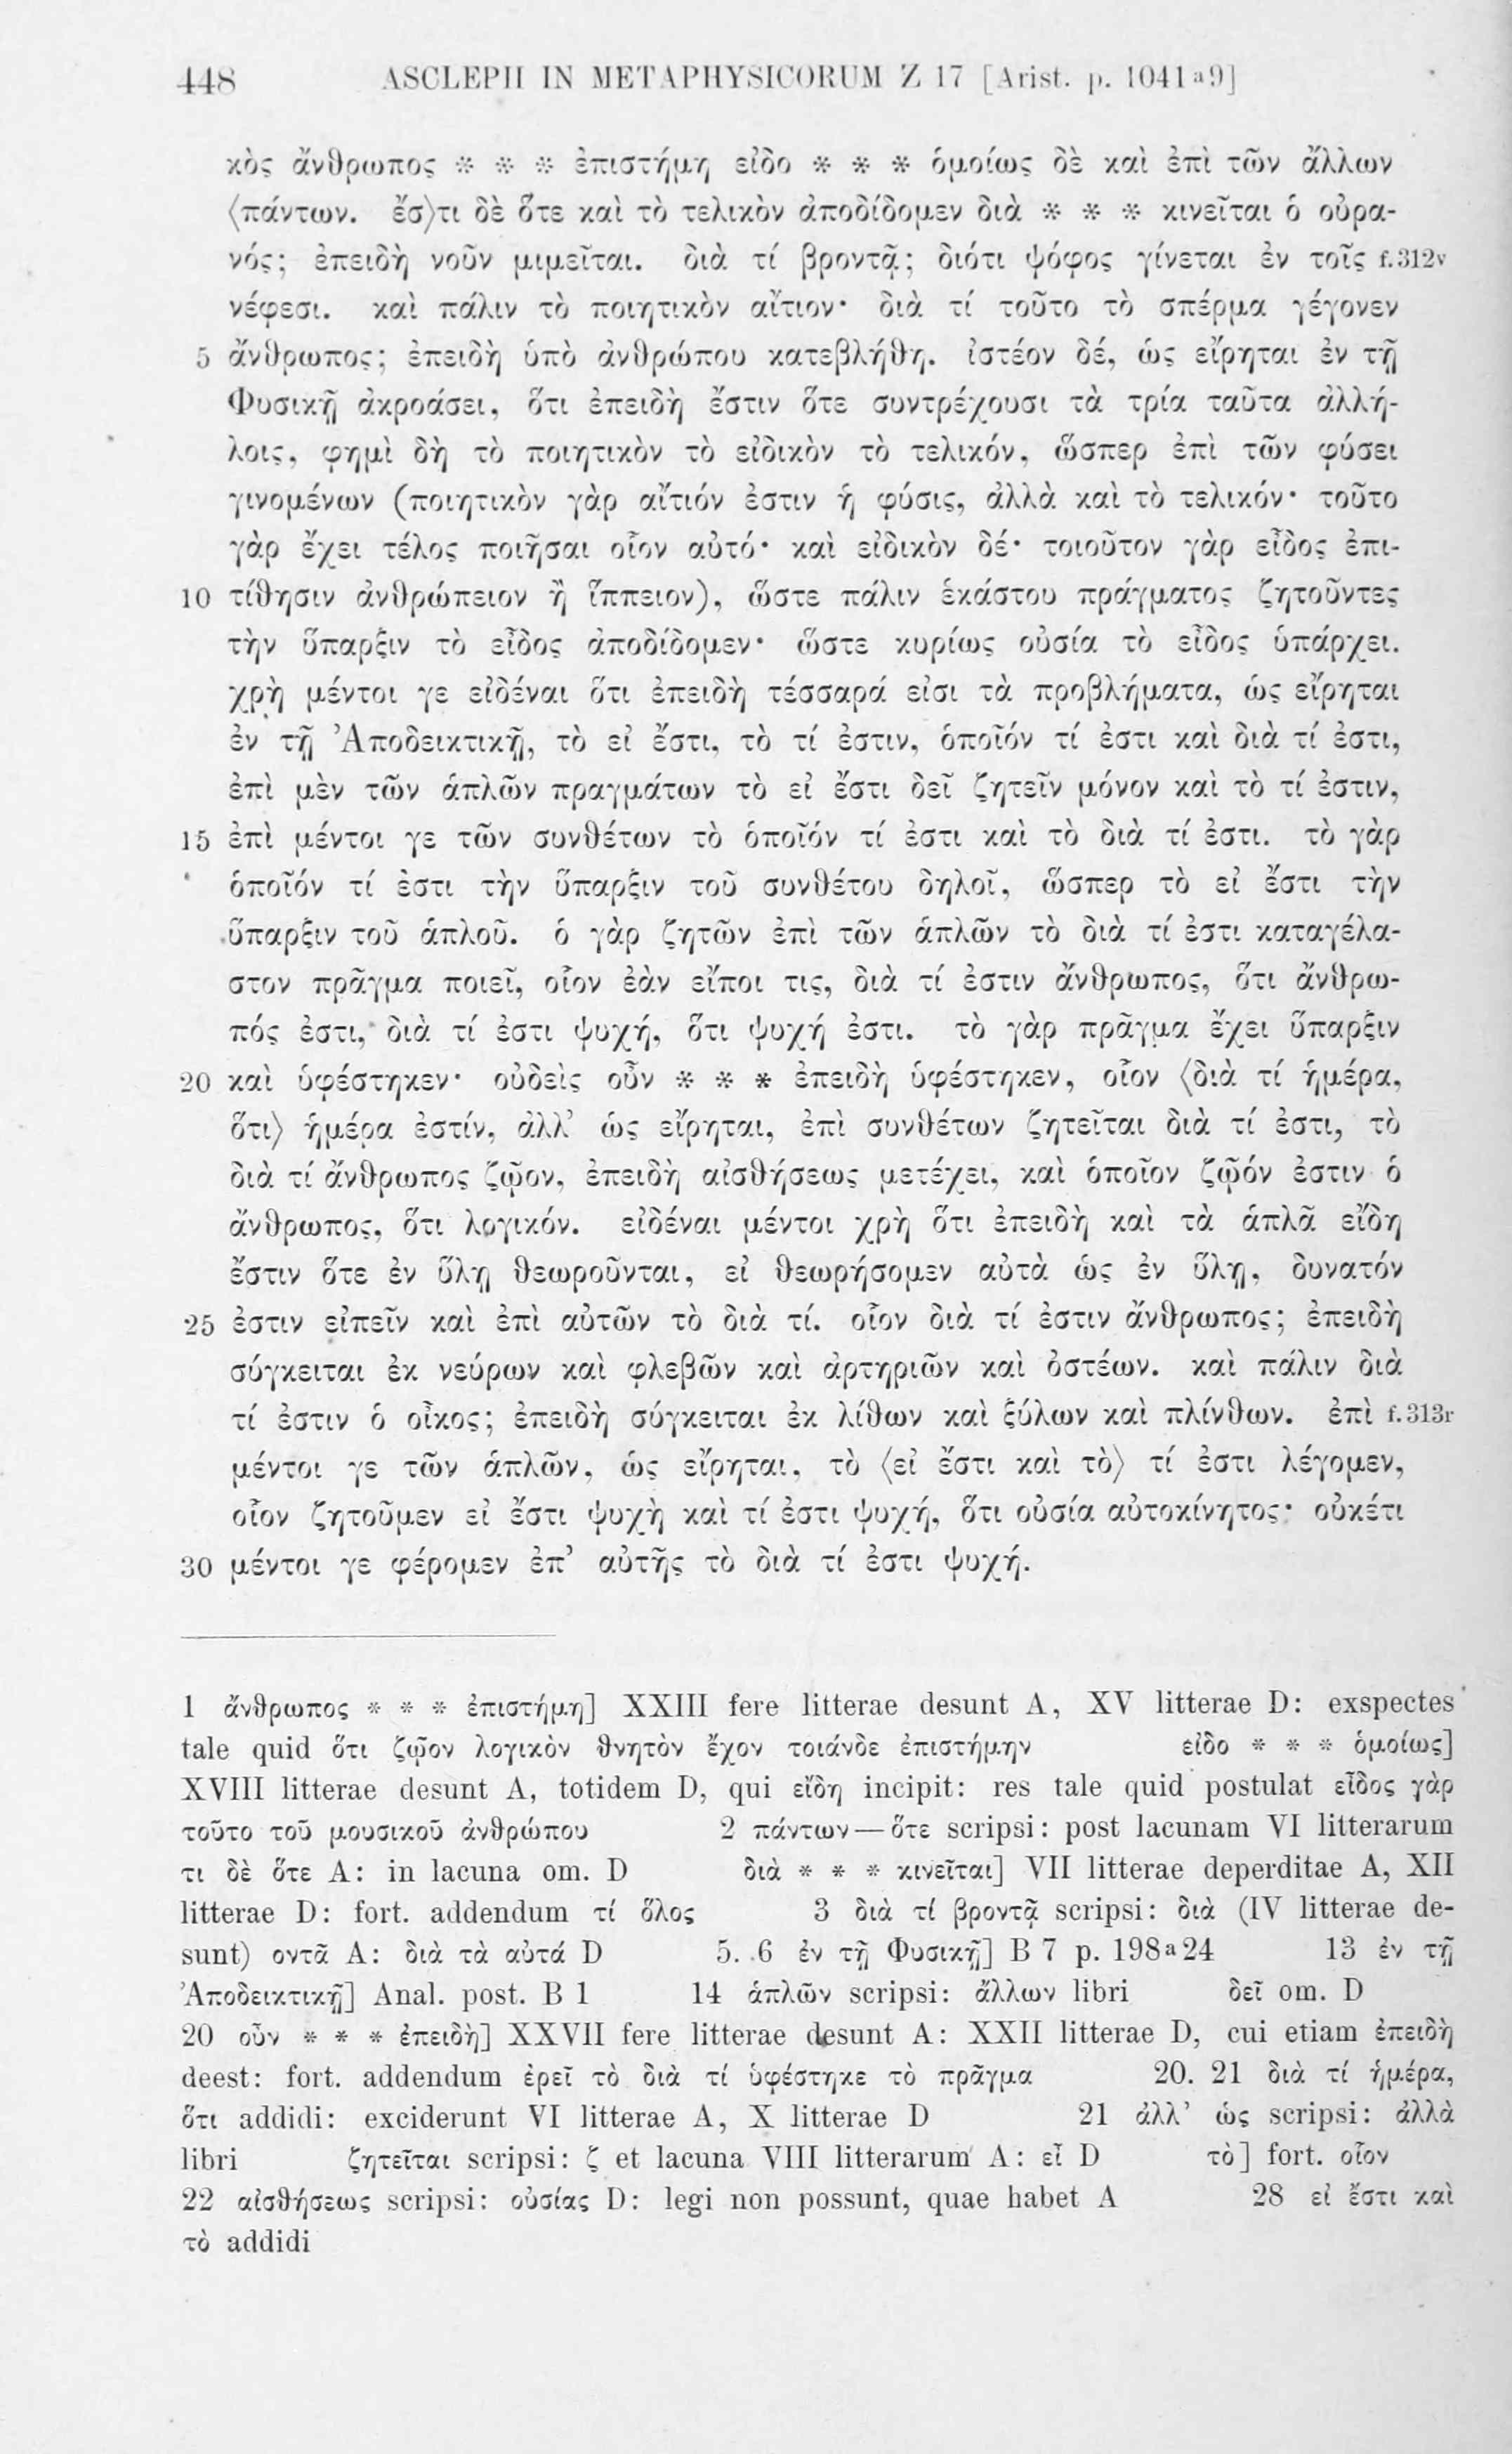 448 ASCLEPII IN METAPHYSICORUM Z 17 [Arist. p. 1041 a 9]
κὸς ἄνθρωπος * * * ἐπιστήμη εἰδο * * * ὁμοίως δὲ καὶ ἐπὶ τῶν ἄλλων
⟨πάντων. ἔσ⟩τι δὲ ὅτε καὶ τὸ τελικὸν ἀποδίδομεν διὰ * * * κινεῖται ὁ οὐρα-
νός; ἐπειδὴ νοῦν μιμεῖται. διὰ τί βροντᾷ; διότι ψόφος γίνεται ἐν τοῖς f.312v
νέφεσι. καὶ πάλιν τὸ ποιητικὸν αἴτιον· διὰ τί τοῦτο τὸ σπέρμα γέγονεν
5 ἄνθρωπος; ἐπειδὴ ὑπὸ ἀνθρώπου κατεβλήθη. ἰστέον δέ, ὡς εἴρηται ἐν τῇ
Φυσικῇ ἀκροάσει, ὅτι ἐπειδὴ ἔστιν ὅτε συντρέχουσι τὰ τρία ταῦτα ἀλλή-
λοις, φημὶ δὴ τὸ ποιητικὸν τὸ εἰδικὸν τὸ τελικόν, ὥσπερ ἐπὶ τῶν φύσει
γινομένων (ποιητικὸν γὰρ αἴτιόν ἐστιν ἡ φύσις, ἀλλὰ καὶ τὸ τελικόν· τοῦτο
γὰρ ἔχει τέλος ποιῆσαι οἷον αὐτό· καὶ εἰδικὸν δέ· τοιοῦτον γὰρ εἶδος ἐπι-
10 τίθησιν ἀνθρώπειον ἢ ἵππειον), ὥστε πάλιν ἑκάστου πράγματος ζητοῦντες
τὴν ὕπαρξιν τὸ εἶδος ἀποδίδομεν· ὥστε κυρίως οὐσία τὸ εἶδος ὑπάρχει.
χρὴ μέντοι γε εἰδέναι ὅτι ἐπειδὴ τέσσαρά εἰσι τὰ προβλήματα, ὡς εἴρηται
ἐν τῇ Ἀποδεικτικῇ, τὸ εἰ ἔστι, τὸ τί ἐστιν, ὁποῖόν τί ἐστι καὶ διὰ τί ἐστι,
ἐπὶ μὲν τῶν ἁπλῶν πραγμάτων τὸ εἰ ἔστι δεῖ ζητεῖν μόνον καὶ τὸ τί ἐστιν,
15 ἐπὶ μέντοι γε τῶν συνθέτων τὸ ὁποῖόν τί ἐστι καὶ τὸ διὰ τί ἐστι. τὸ γὰρ
ὁποῖόν τί ἐστι τὴν ὕπαρξιν τοῦ συνθέτου δηλοῖ, ὥσπερ τὸ εἰ ἔστι τὴν
ὕπαρξιν τοῦ ἁπλοῦ. ὁ γὰρ ζητῶν ἐπὶ τῶν ἁπλῶν τὸ διὰ τί ἐστι καταγέλα-
στον πρᾶγμα ποιεῖ, οἷον ἐὰν εἴποι τις, διὰ τί ἐστιν ἄνθρωπος, ὅτι ἄνθρω-
πός ἐστι, διὰ τί ἐστι ψυχή, ὅτι ψυχή ἐστι. τὸ γὰρ πρᾶγμα ἔχει ὕπαρξιν
20 καὶ ὑφέστηκεν· οὐδεὶς οὖν * * * ἐπειδὴ ὑφέστηκεν, οἷον ⟨διὰ τί ἡμέρα,
ὅτι⟩ ἡμέρα ἐστίν, ἀλλ’ ὡς εἴρηται, ἐπὶ συνθέτων ζητεῖται διὰ τί ἐστι, τὸ
διὰ τί ἄνθρωπος ζῷον, ἐπειδὴ αἰσθήσεως μετέχει, καὶ ὁποῖον ζῷόν ἐστιν ὁ
ἄνθρωπος, ὅτι λογικόν. εἰδέναι μέντοι χρὴ ὅτι ἐπειδὴ καὶ τὰ ἁπλᾶ εἴδη
ἔστιν ὅτε ἐν ὕλῃ θεωροῦνται, εἰ θεωρήσομεν αὐτὰ ὡς ἐν ὕλῃ, δυνατόν
25 ἐστιν εἰπεῖν καὶ ἐπὶ αὐτῶν τὸ διὰ τί. οἷον διὰ τί ἐστιν ἄνθρωπος; ἐπειδὴ
σύγκειται ἐκ νεύρων καὶ φλεβῶν καὶ ἀρτηριῶν καὶ ὀστέων. καὶ πάλιν διὰ
τί ἐστιν ὁ οἶκος; ἐπειδὴ σύγκειται ἐκ λίθων καὶ ξύλων καὶ πλίνθων. ἐπὶ f.313r
μέντοι γε τῶν ἁπλῶν, ὡς εἴρηται, τὸ ⟨εἰ ἔστι καὶ τὸ⟩ τί ἐστι λέγομεν,
οἷον ζητοῦμεν εἰ ἔστι ψυχὴ καὶ τί ἐστι ψυχή, ὅτι οὐσία αὐτοκίνητος· οὐκέτι
30 μέντοι γε φέρομεν ἐπ’ αὐτῆς τὸ διὰ τί ἐστι ψυχή.
1 ἄνθρωπος * * * ἐπιστήμη] XXIII fere litterae desunt A, XV litterae D: exspectes
tale quid ὅτι ζῷον λογικὸν θνητὸν ἔχον τοιάνδε ἐπιστήμην εἰδο * * * ὁμοίως]
XVIII litterae desunt A, totidem D, qui εἴδη incipit: res tale quid postulat εἶδος γὰρ
τοῦτο τοῦ μουσικοῦ ἀνθρώπου 2 πάντων — ὅτε scripsi: post lacunam VI litterarum
τι δὲ ὅτε A: in lacuna om. D διὰ * * * κινεῖται] VII litterae deperditae A, XII
litterae D: fort. addendum τί ὅλος 3 διὰ τί βροντᾷ scripsi: διὰ (IV litterae de-
sunt) οντᾶ A: διὰ τὰ αὐτά D 5. 6 ἐν τῇ Φυσικῇ] B 7 p. 198a24 13 ἐν τῇ
Ἀποδεικτικῇ] Anal. post. B 1 14 ἁπλῶν scripsi: ἄλλων libri δεῖ om. D
20 οὖν * * * ἐπειδὴ] XXVII fere litterae desunt A: XXII litterae D, cui etiam ἐπειδὴ
deest: fort. addendum ἐρεῖ τὸ διὰ τί ὑφέστηκε τὸ πρᾶγμα 20. 21 διὰ τί ἡμέρα,
ὅτι addidi: exciderunt VI litterae A, X litterae D 21 ἀλλ’ ὡς scripsi: ἀλλὰ
libri ζητεῖται scripsi: ζ et lacuna VIII litterarum A: εἶ D τὸ] fort. οἷον
22 αἰσθήσεως scripsi: οὐσίας D: legi non possunt, quae habet A 28 εἰ ἔστι καὶ
τὸ addidi